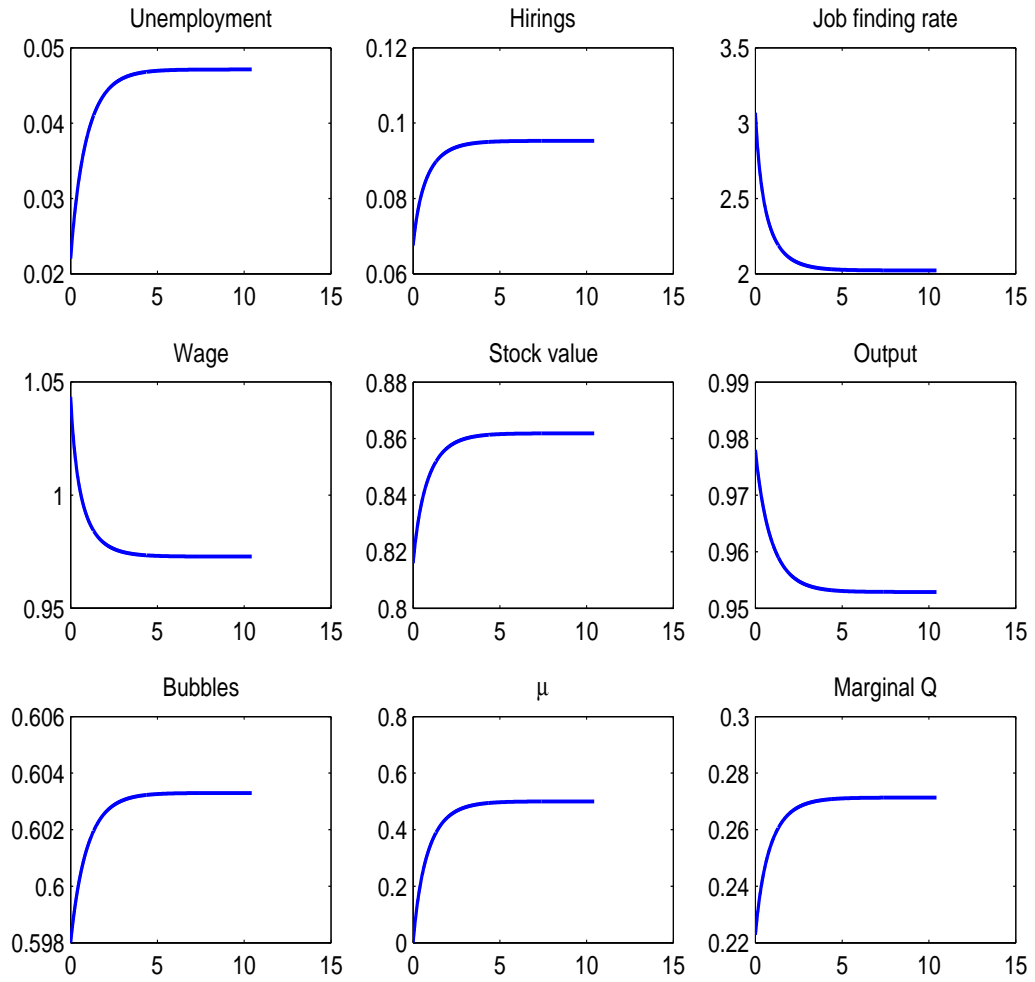 Unemployment
0.05
0.04
0.03
0.02
0 5 10 15
Hirings
0.12
0.1
0.08
0.06
0 5 10 15
Job finding rate
3.5
3
2.5
2
0 5 10 15
Wage
1.05
1
0.95
0 5 10 15
Stock value
0.88
0.86
0.84
0.82
0.8
0 5 10 15
Output
0.99
0.98
0.97
0.96
0.95
0 5 10 15
Bubbles
0.606
0.604
0.602
0.6
0.598
0 5 10 15
μ
0.8
0.6
0.4
0.2
0
0 5 10 15
Marginal Q
0.3
0.28
0.26
0.24
0.22
0 5 10 15